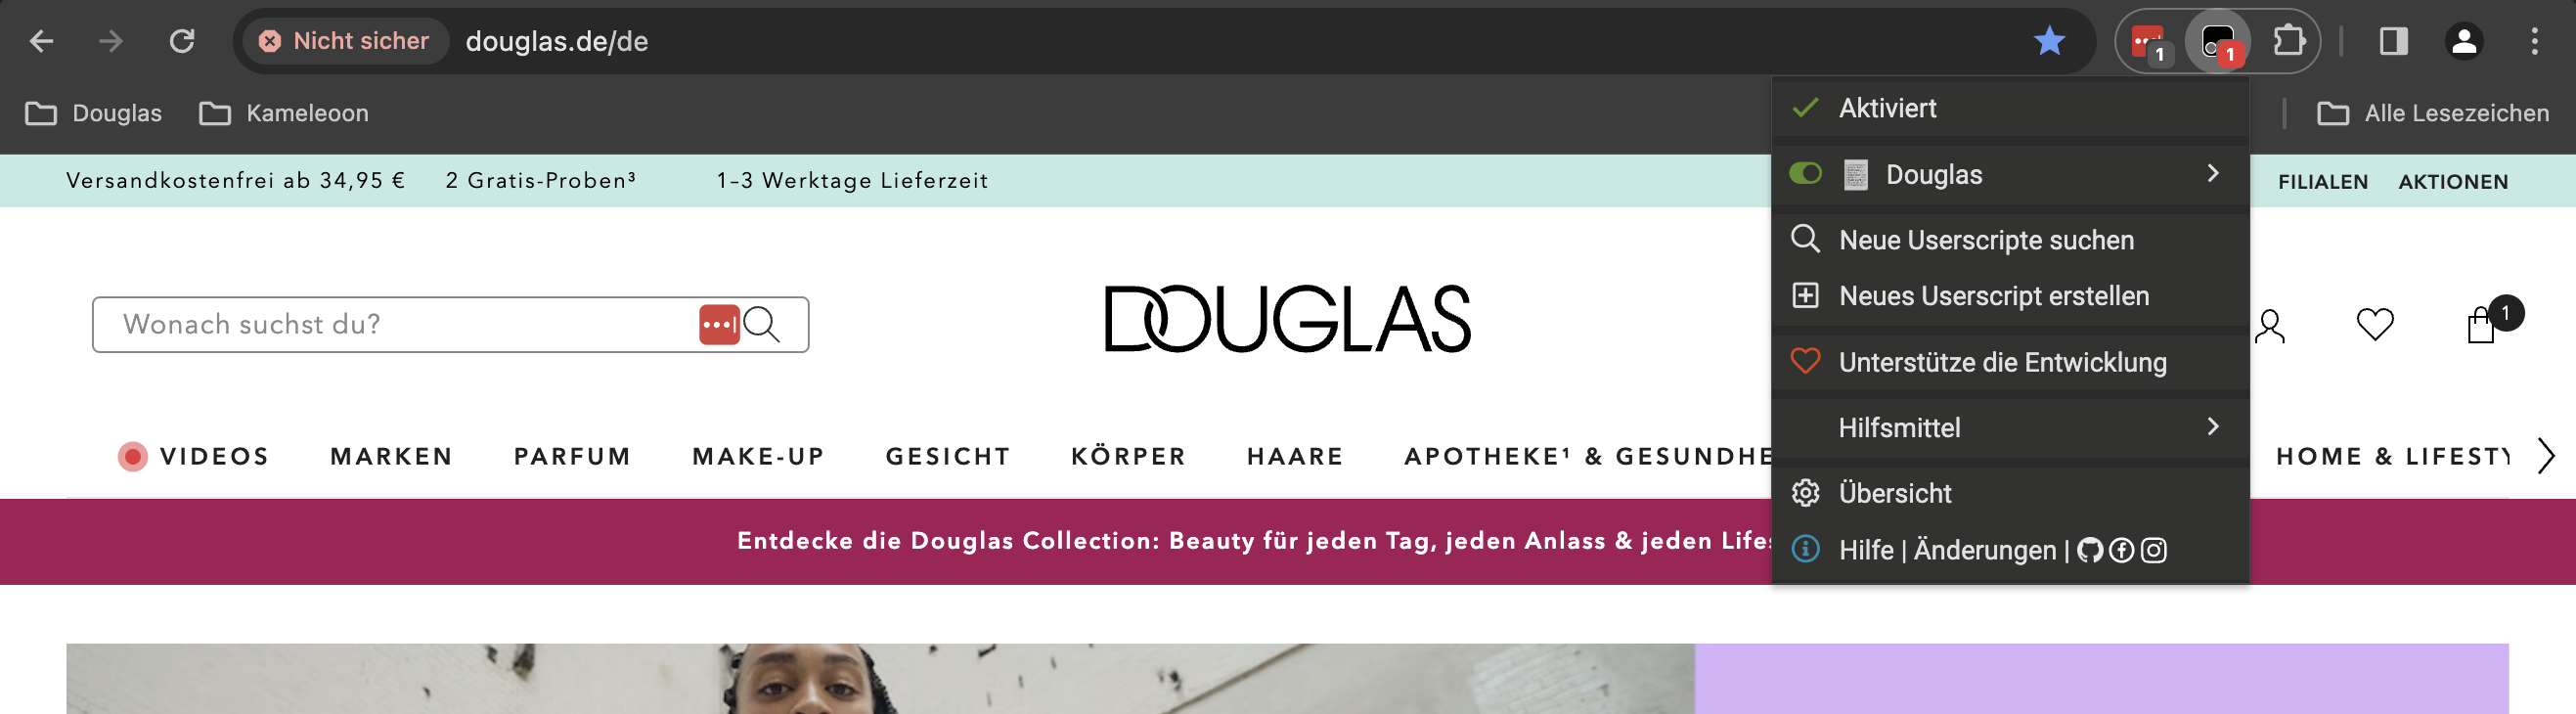 Nicht sicher douglas.de/de 1 1
Douglas Kameleoon Alle Lesezeichen
Aktiviert
Versandkostenfrei ab 34,95 € 2 Gratis-Proben³ 1–3 Werktage Lieferzeit Douglas FILIALEN AKTIONEN
Neue Userscripte suchen
Neues Userscript erstellen
Wonach suchst du? DOUGLAS 1
Unterstütze die Entwicklung
Hilfsmittel
VIDEOS MARKEN PARFUM MAKE-UP GESICHT KÖRPER HAARE APOTHEKE¹ & GESUNDHE HOME & LIFESTY
Übersicht
Entdecke die Douglas Collection: Beauty für jeden Tag, jeden Anlass & jeden Lifes
Hilfe | Änderungen |